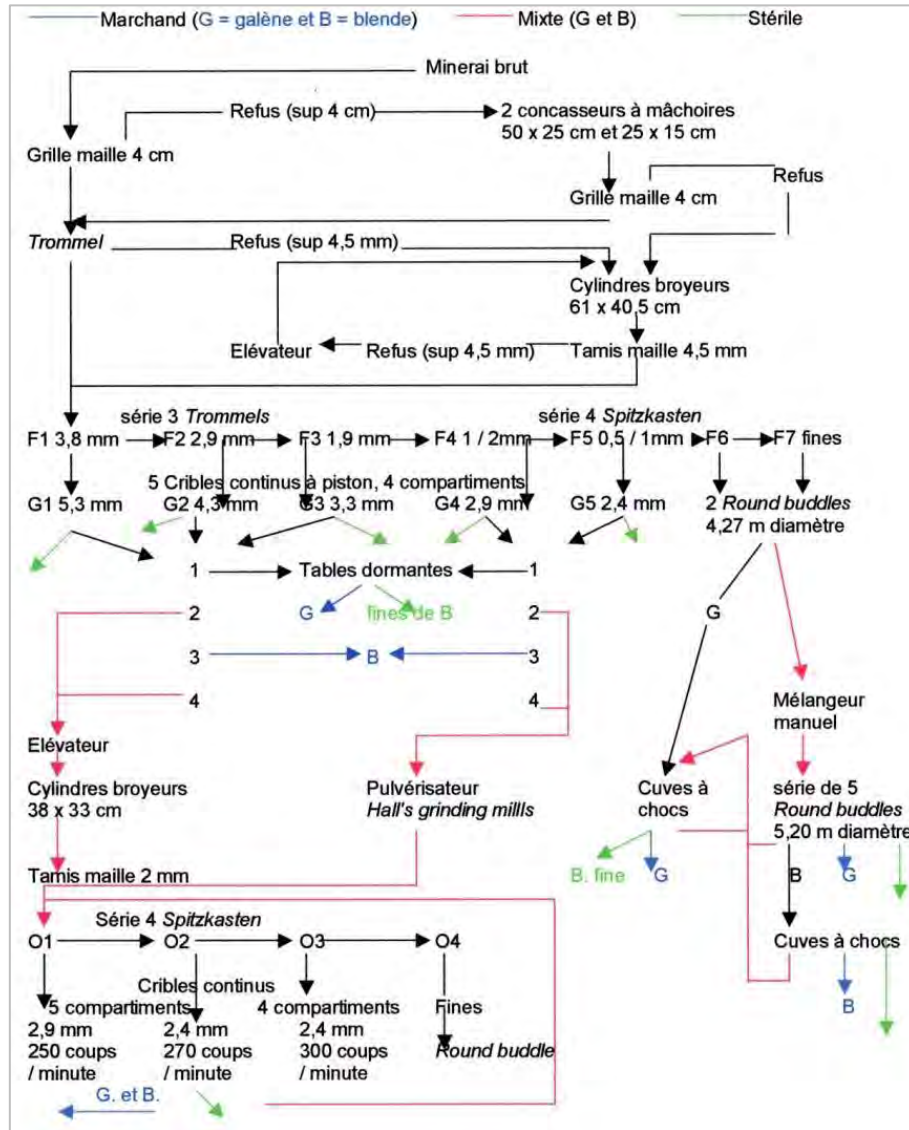 Marchand (G = galène et B = blende) Mixte (G et B) Stérile
Minerai brut
Refus (sup 4 cm) 2 concasseurs à mâchoires
50 x 25 cm et 25 x 15 cm
Grille maille 4 cm
Refus
Grille maille 4 cm
Trommel Refus (sup 4,5 mm)
Cylindres broyeurs
61 x 40,5 cm
Elévateur Refus (sup 4,5 mm) Tamis maille 4,5 mm
série 3 Trommels série 4 Spitzkasten
F1 3,8 mm F2 2,9 mm F3 1,9 mm F4 1 / 2mm F5 0,5 / 1mm F6 F7 fines
5 Cribles continus à piston, 4 compartiments
G1 5,3 mm G2 4,3 mm G3 3,3 mm G4 2,9 mm G5 2,4 mm 2 Round buddles
4,27 m diamètre
1 Tables dormantes 1
2 G fines de B 2
G
3 B 3
4 4
Mélangeur
manuel
Elévateur
Cylindres broyeurs
38 x 33 cm
Pulvérisateur
Hall's grinding millls
Cuves à
chocs
série de 5
Round buddles
5,20 m diamètre
Tamis maille 2 mm
B. fine G B G
Série 4 Spitzkasten
O1 O2 O3 O4 Cuves à chocs
Cribles continus
5 compartiments 4 compartiments Fines
B
2,9 mm 2,4 mm 2,4 mm
250 coups 270 coups 300 coups Round buddle
/ minute / minute / minute
G. et B.